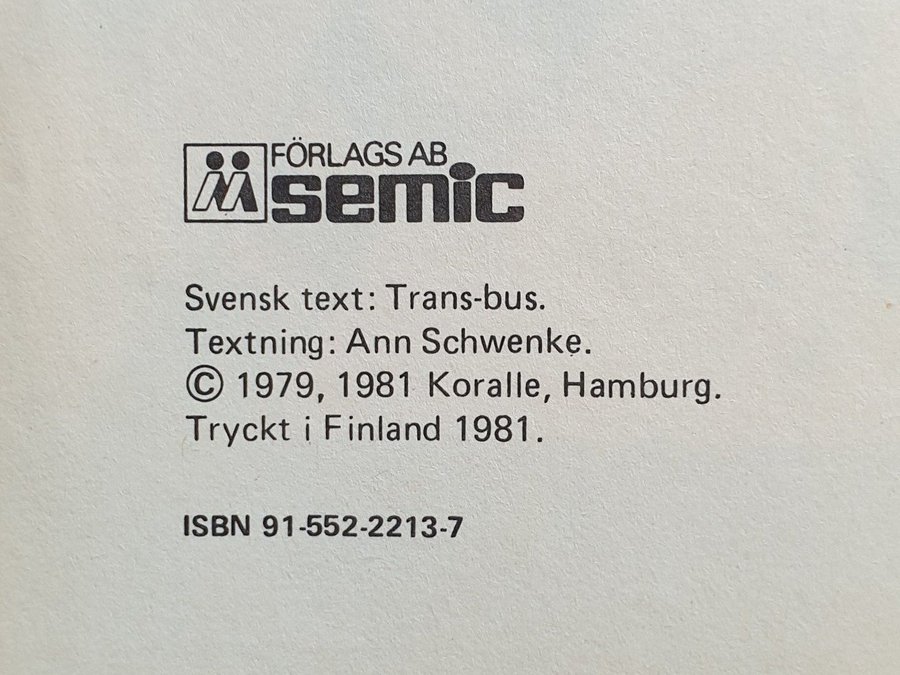 FÖRLAGS AB
semic
Svensk text: Trans-bus.
Textning: Ann Schwenke.
© 1979, 1981 Koralle, Hamburg.
Tryckt i Finland 1981.
ISBN 91-552-2213-7